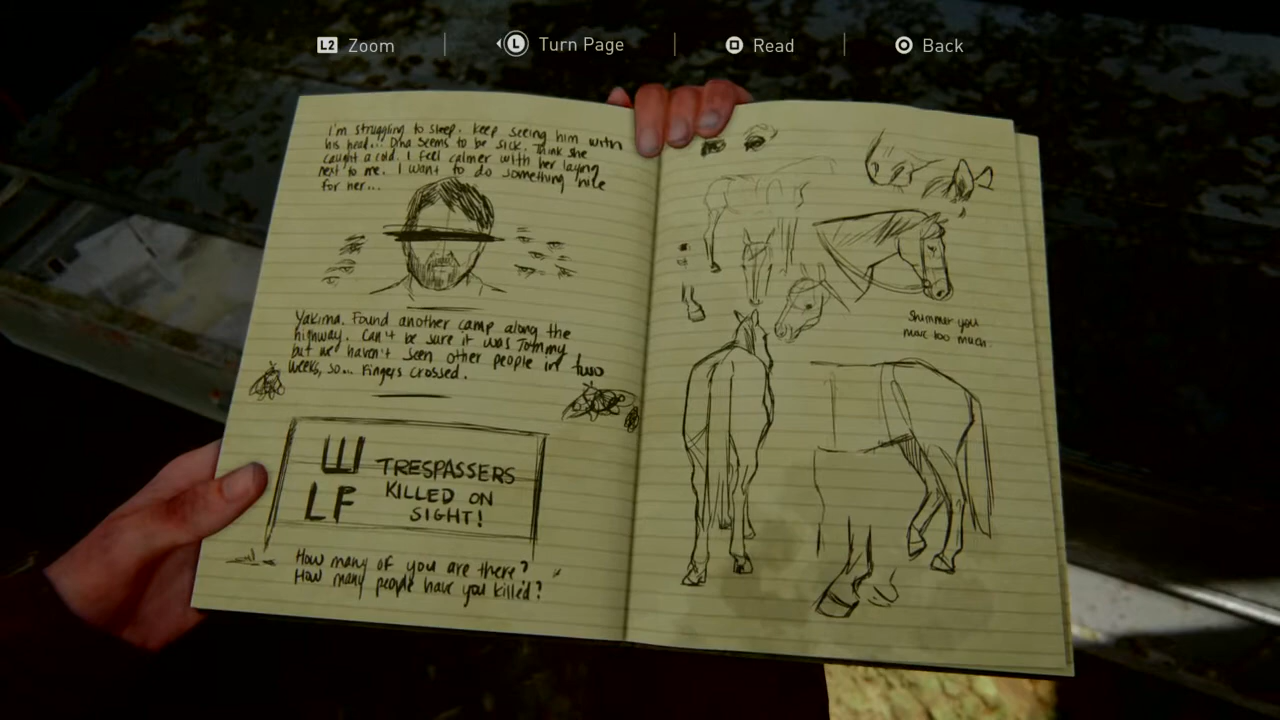 L2 Zoom
L Turn Page
Read
Back
I'm struggling to sleep. Keep seeing him with
his head... Dina seems to be sick. Think she
caught a cold. I feel calmer with her laying
next to me. I want to do something nice
for her...
Yakima. Found another camp along the
highway. Can't be sure it was Tommy
but we haven't seen other people in two
weeks, so... Fingers crossed.
W TRESPASSERS
LF KILLED ON
SIGHT!
How many of you are there?
How many people have you killed?
Shimmer you
move too much.